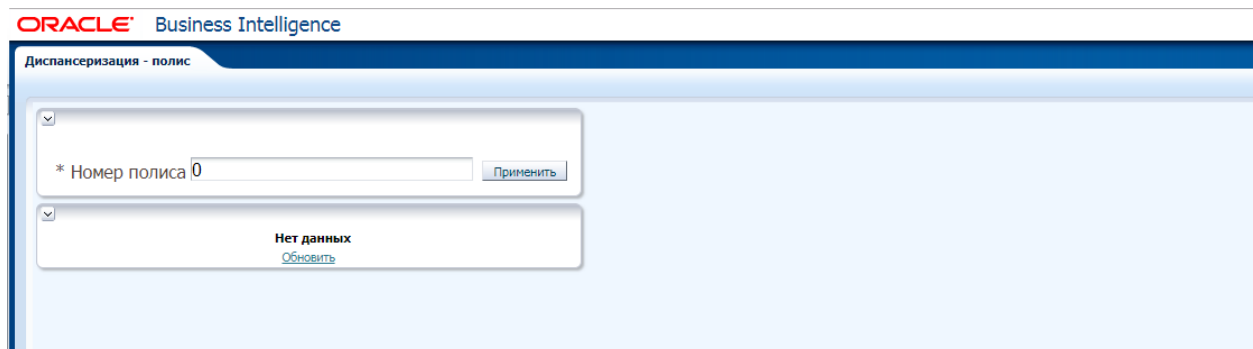 ORACLE Business Intelligence
Диспансеризация - полис
* Номер полиса 0 Применить
Нет данных
Обновить